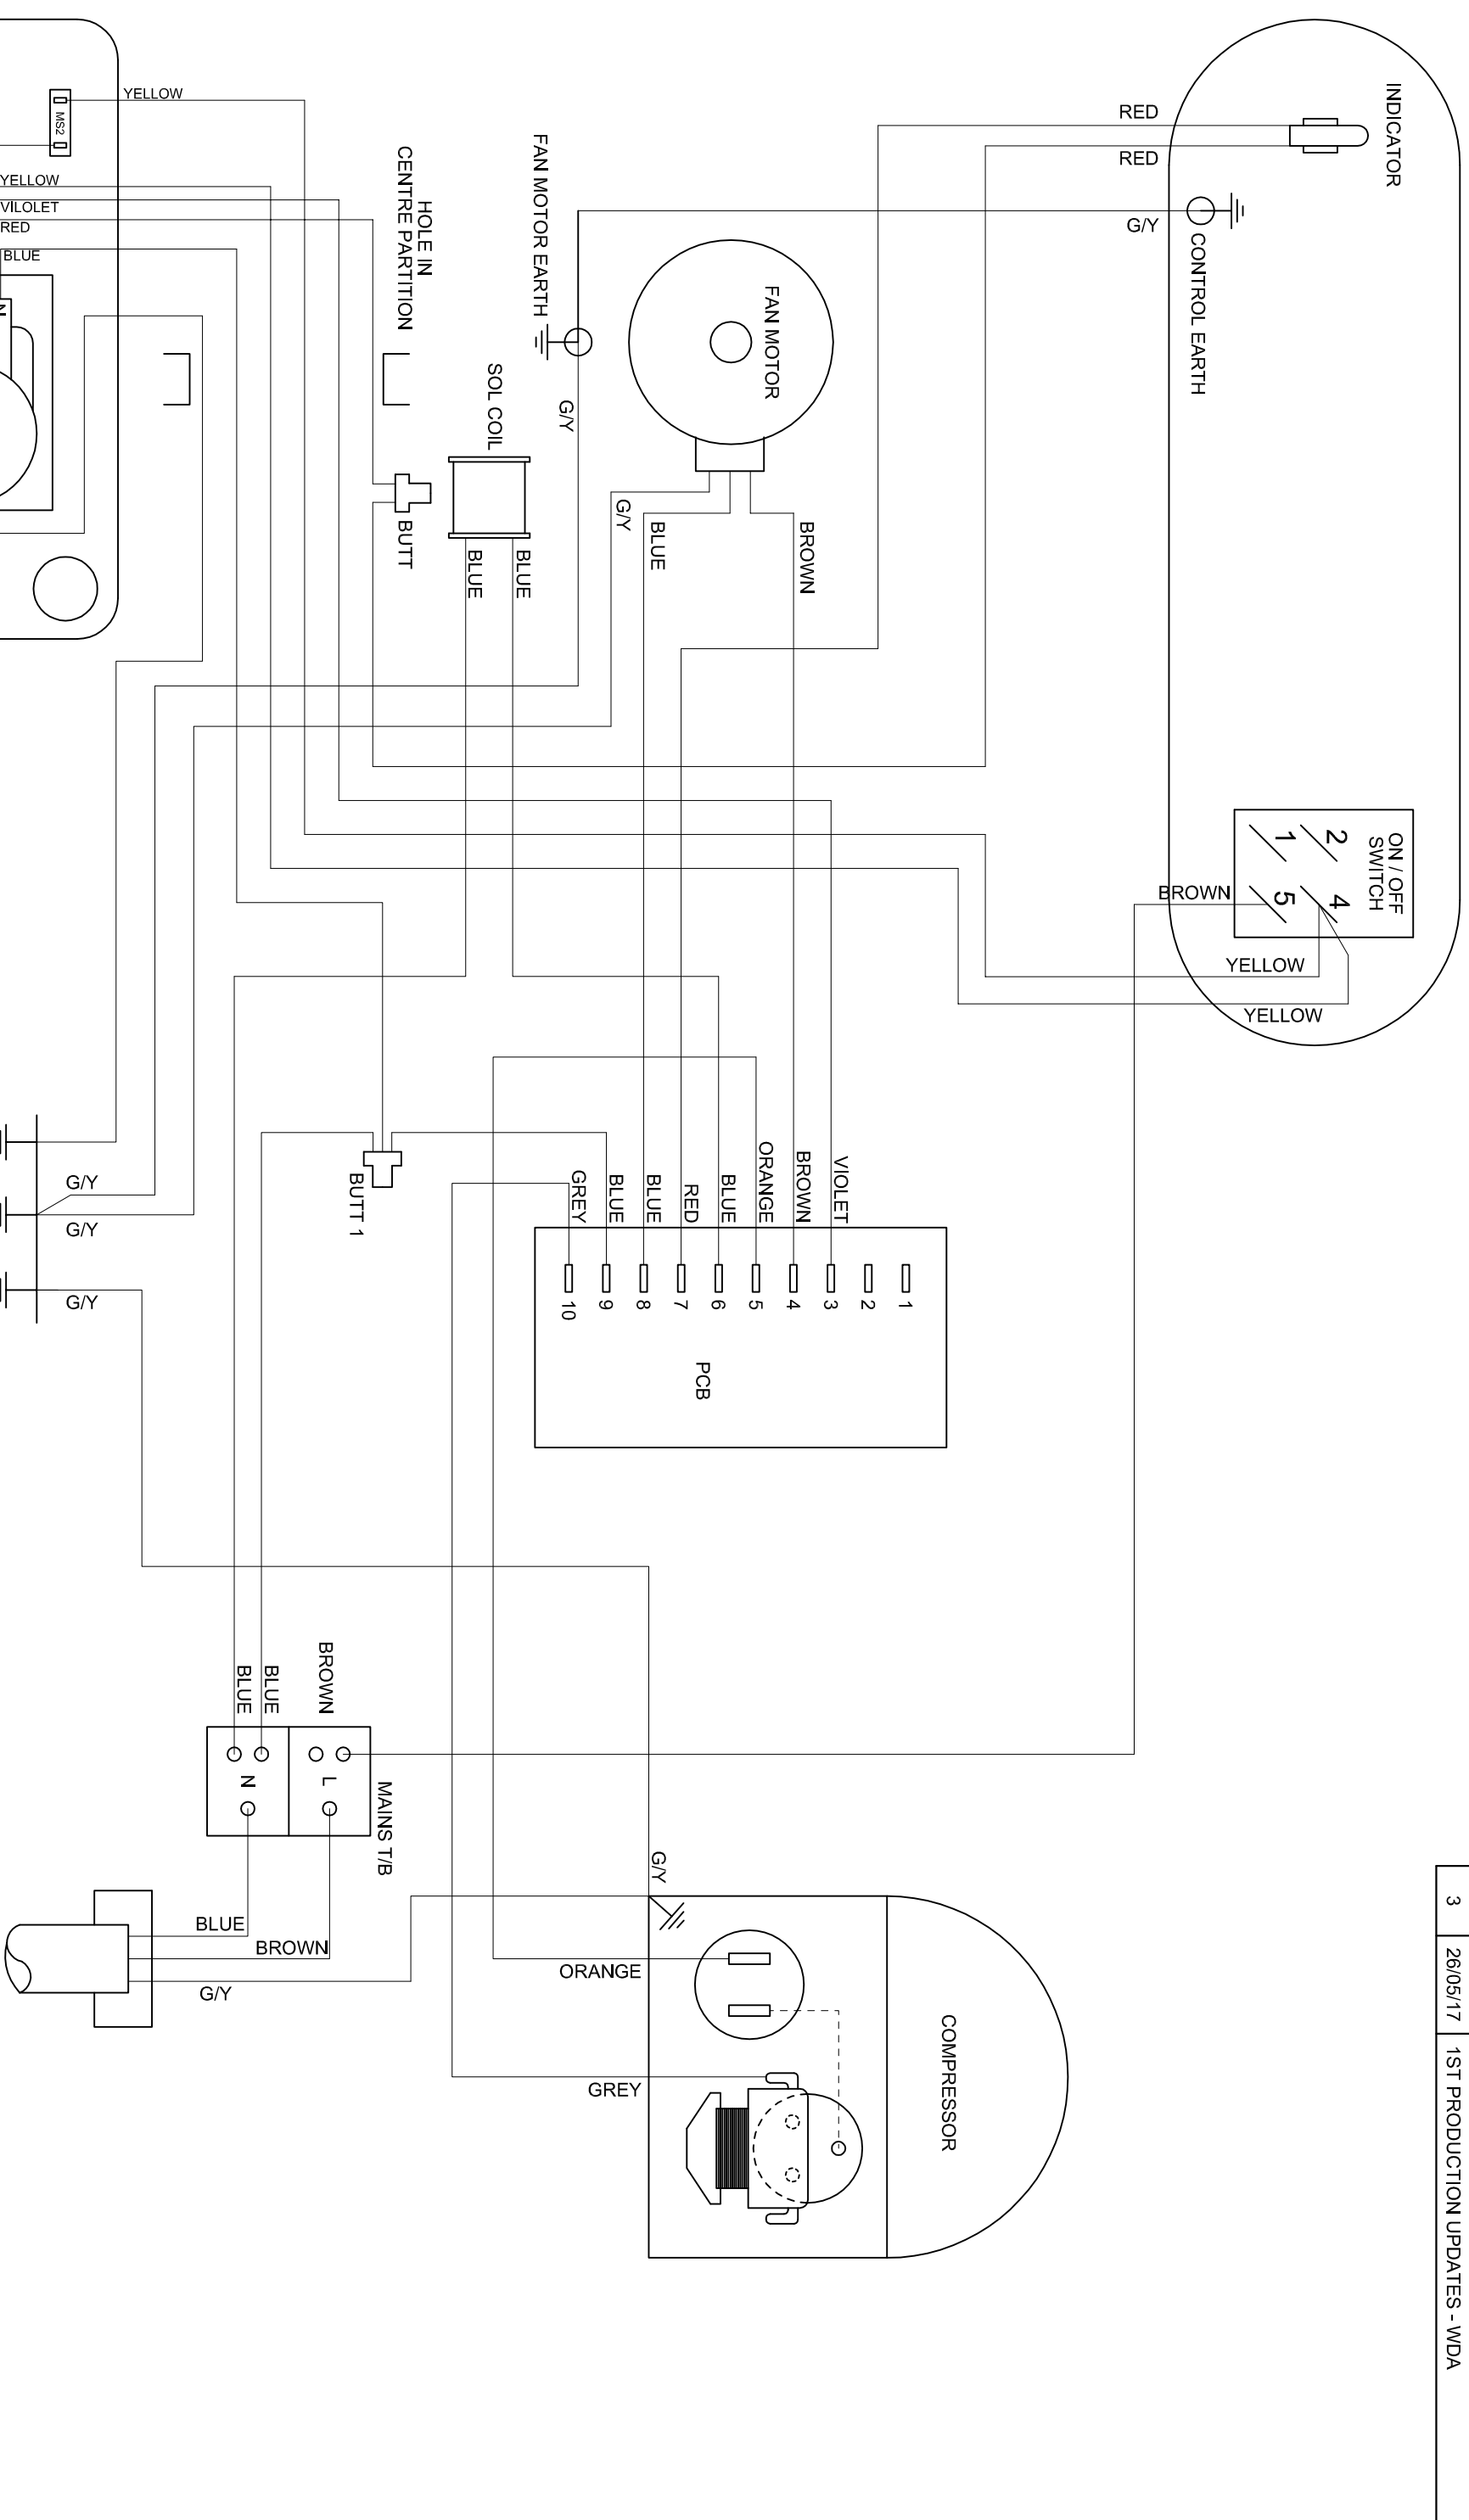 YELLOW
MS2
YELLOW
VILOLET
RED
BLUE
N
HOLE IN
CENTRE PARTITION
FAN MOTOR EARTH
G/Y
SOL COIL
BUTT
BLUE
BLUE
FAN MOTOR
G/Y
BLUE
BROWN
RED
RED
G/Y
INDICATOR
CONTROL EARTH
ON / OFF
SWITCH
2
1
4
5
BROWN
YELLOW
YELLOW
G/Y
G/Y
G/Y
BUTT 1
GREY
BLUE
BLUE
RED
BLUE
ORANGE
BROWN
VIOLET
10
9
8
7
6
5
4
3
2
1
PCB
BLUE
BLUE
BROWN
N
L
MAINS T/B
BLUE
BROWN
G/Y
G/Y
ORANGE
GREY
COMPRESSOR
3
26/05/17
1ST PRODUCTION UPDATES - WDA